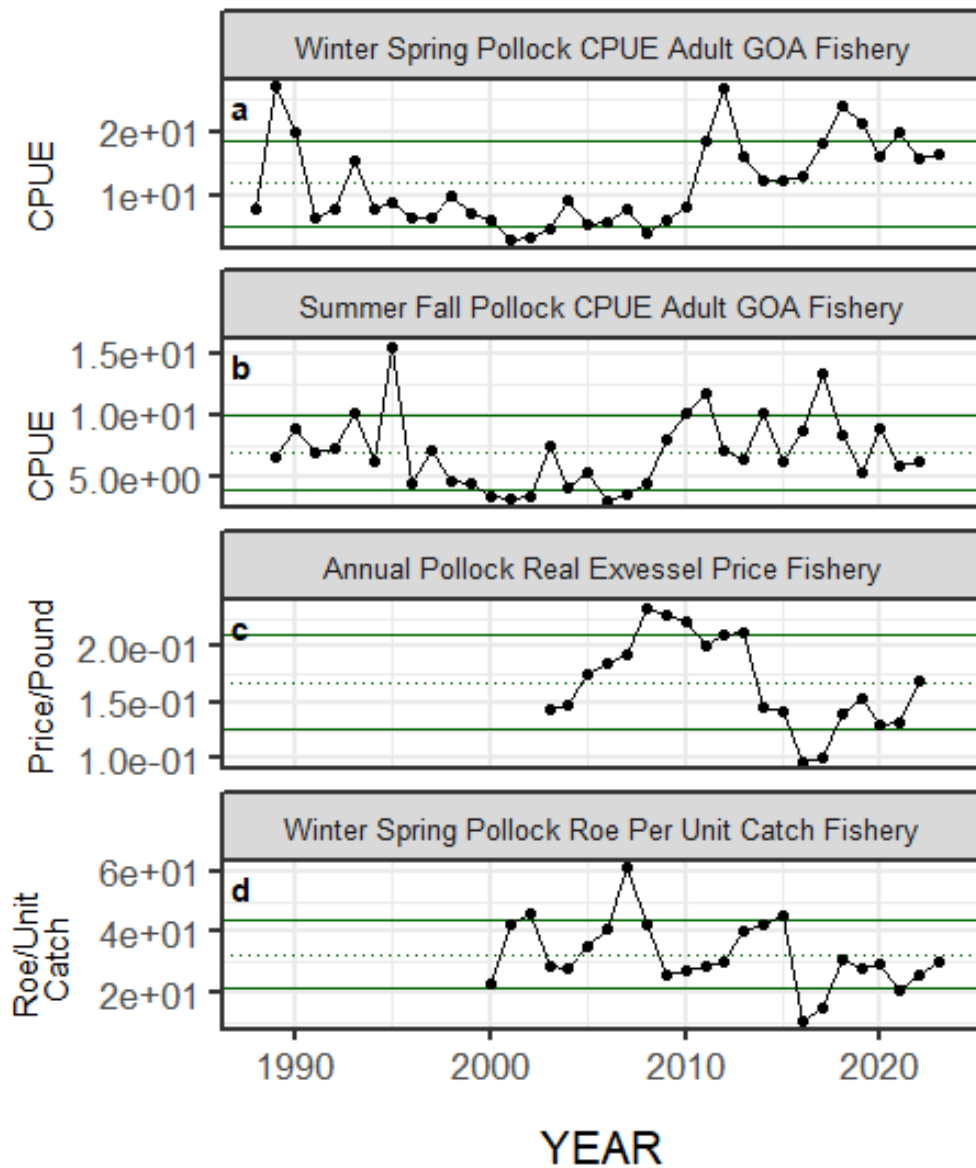 Winter Spring Pollock CPUE Adult GOA Fishery
a
CPUE
2e+01
1e+01
Summer Fall Pollock CPUE Adult GOA Fishery
b
CPUE
1.5e+01
1.0e+01
5.0e+00
Annual Pollock Real Exvessel Price Fishery
c
Price/Pound
2.0e-01
1.5e-01
1.0e-01
Winter Spring Pollock Roe Per Unit Catch Fishery
d
Roe/Unit
Catch
6e+01
4e+01
2e+01
1990 2000 2010 2020
YEAR